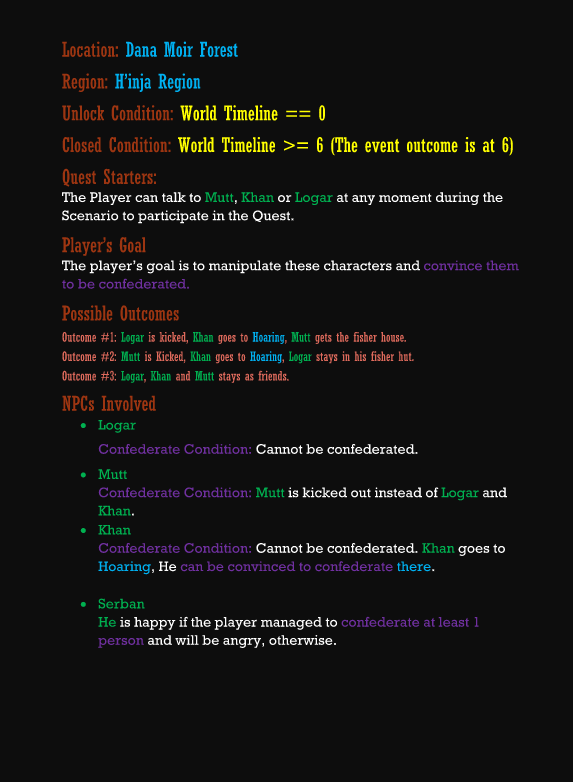 Location: Dana Moir Forest
Region: H'inja Region
Unlock Condition: World Timeline == 0
Closed Condition: World Timeline >= 6 (The event outcome is at 6)
Quest Starters:
The Player can talk to Mutt, Khan or Logar at any moment during the
Scenario to participate in the Quest.
Player's Goal
The player's goal is to manipulate these characters and convince them
to be confederated.
Possible Outcomes
Outcome #1: Logar is kicked, Khan goes to Hoaring, Mutt gets the fisher house.
Outcome #2: Mutt is Kicked, Khan goes to Hoaring, Logar stays in his fisher hut.
Outcome #3: Logar, Khan and Mutt stays as friends.
NPCs Involved
• Logar
Confederate Condition: Cannot be confederated.
• Mutt
Confederate Condition: Mutt is kicked out instead of Logar and
Khan.
• Khan
Confederate Condition: Cannot be confederated. Khan goes to
Hoaring, He can be convinced to confederate there.
• Serban
He is happy if the player managed to confederate at least 1
person and will be angry, otherwise.